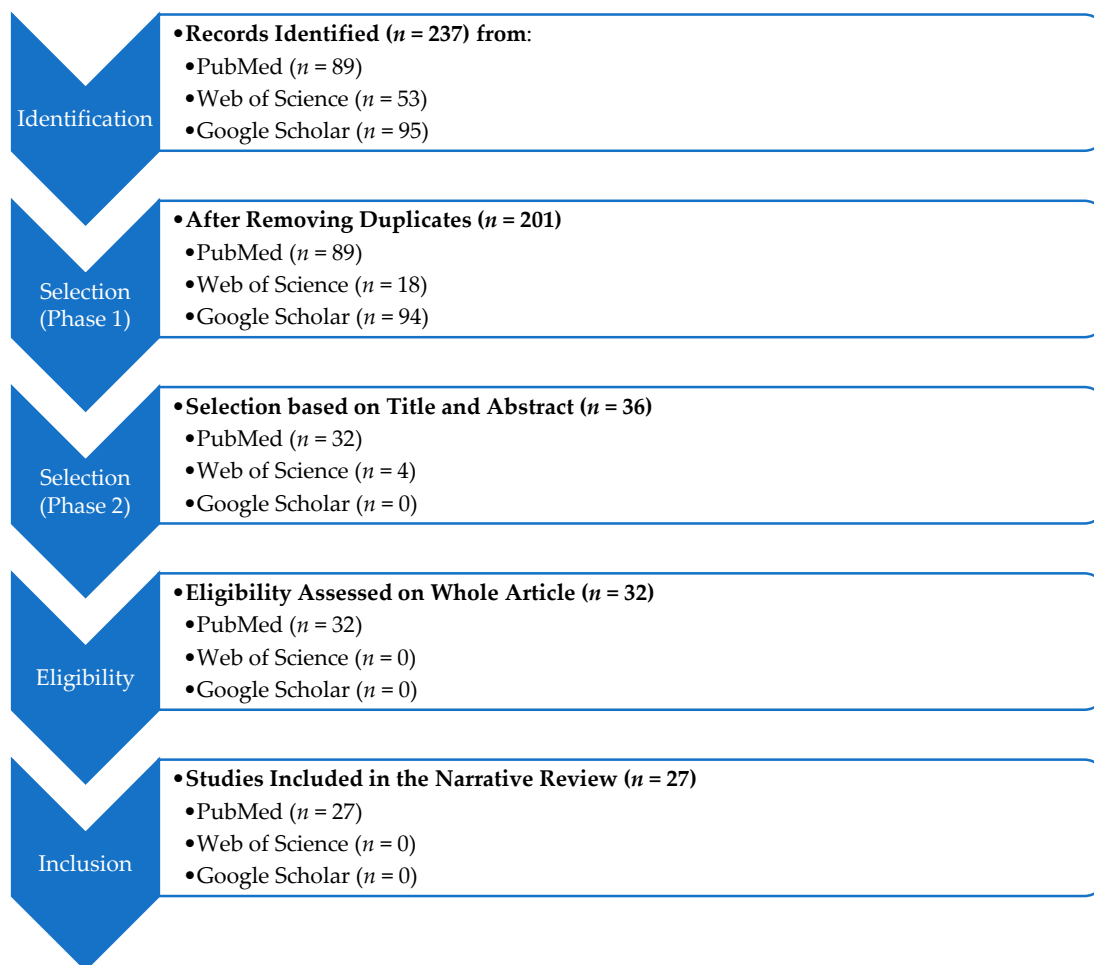 Identification
•Records Identified (n = 237) from:
•PubMed (n = 89)
•Web of Science (n = 53)
•Google Scholar (n = 95)
Selection
(Phase 1)
•After Removing Duplicates (n = 201)
•PubMed (n = 89)
•Web of Science (n = 18)
•Google Scholar (n = 94)
Selection
(Phase 2)
•Selection based on Title and Abstract (n = 36)
•PubMed (n = 32)
•Web of Science (n = 4)
•Google Scholar (n = 0)
Eligibility
•Eligibility Assessed on Whole Article (n = 32)
•PubMed (n = 32)
•Web of Science (n = 0)
•Google Scholar (n = 0)
Inclusion
•Studies Included in the Narrative Review (n = 27)
•PubMed (n = 27)
•Web of Science (n = 0)
•Google Scholar (n = 0)